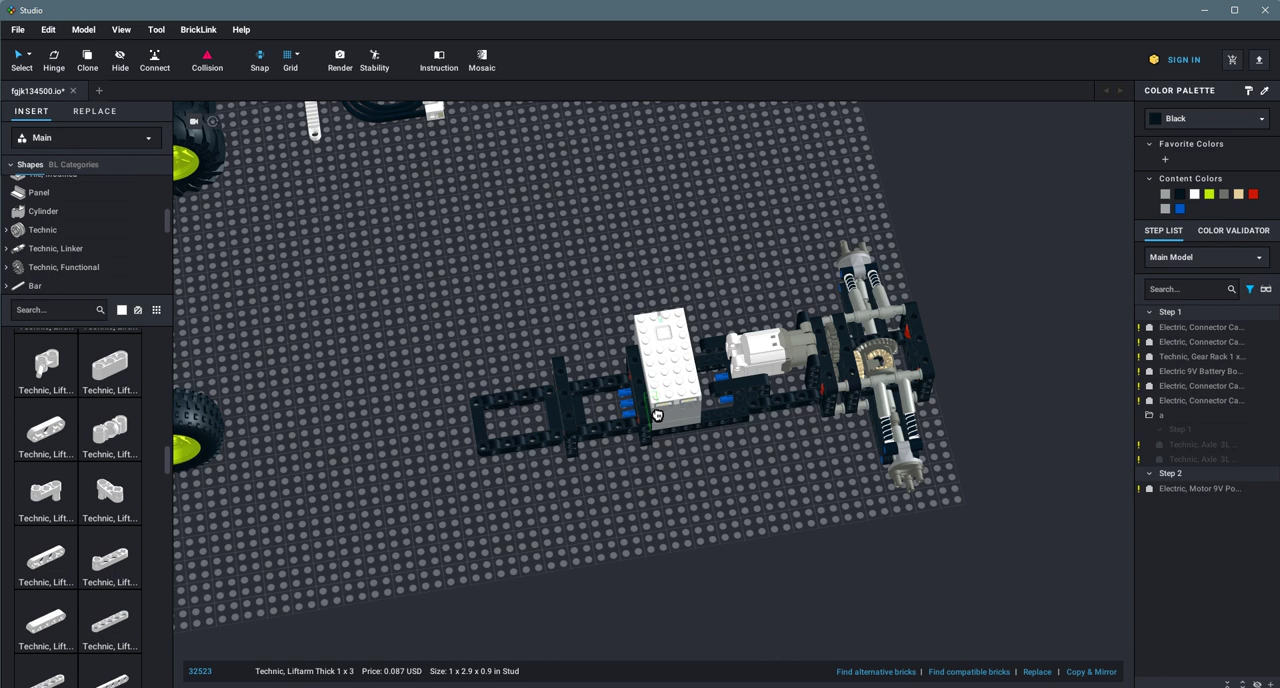 Studio
File Edit Model View Tool BrickLink Help
Select Hinge Clone Hide Connect Collision Snap Grid Render Stability Instruction Mosaic
SIGN IN
fgjk134500.io*
INSERT REPLACE
Main
Shapes BL Categories
Panel
Cylinder
Technic
Technic, Linker
Technic, Functional
Bar
Search...
Technic, Lift... Technic, Lift...
Technic, Lift... Technic, Lift...
Technic, Lift... Technic, Lift...
Technic, Lift... Technic, Lift...
Technic, Lift... Technic, Lift...
32523 Technic, Liftarm Thick 1 x 3 Price: 0.087 USD Size: 1 x 2.9 x 0.9 in Stud
Find alternative bricks | Find compatible bricks | Replace | Copy & Mirror
COLOR PALETTE
Black
Favorite Colors
Content Colors
STEP LIST COLOR VALIDATOR
Main Model
Search...
Step 1
Electric, Connector Ca...
Electric, Connector Ca...
Technic, Gear Rack 1 x...
Electric 9V Battery Bo...
Electric, Connector Ca...
Electric, Connector Ca...
a
Step 1
Technic, Axle 3L ...
Technic, Axle 3L ...
Step 2
Electric, Motor 9V Po...